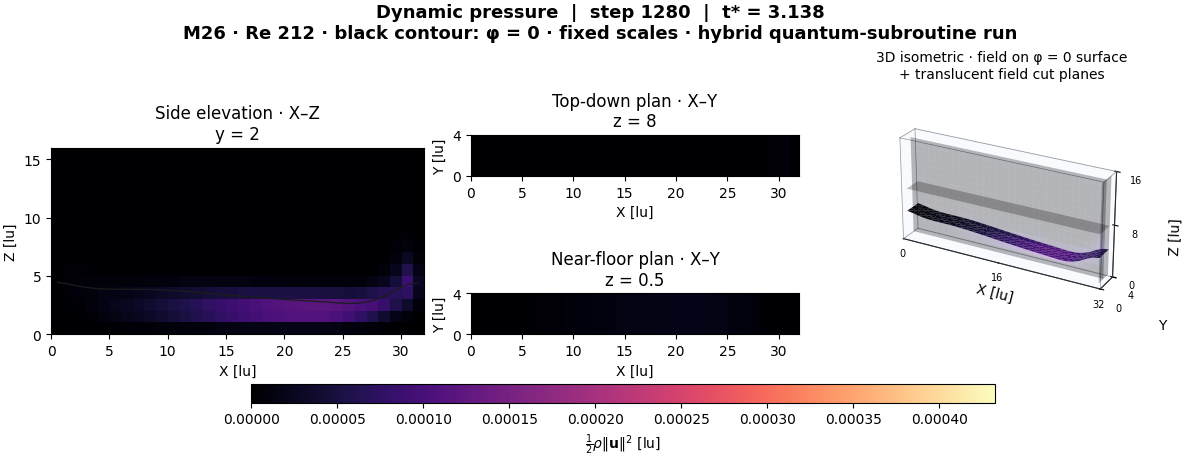 Dynamic pressure | step 1280 | t* = 3.138
M26 · Re 212 · black contour: φ = 0 · fixed scales · hybrid quantum-subroutine run
Side elevation · X–Z
y = 2
15
10
5
0
Z [lu]
0 5 10 15 20 25 30
X [lu]
Top-down plan · X–Y
z = 8
4
0
Y [lu]
0 5 10 15 20 25 30
X [lu]
Near-floor plan · X–Y
z = 0.5
4
0
Y [lu]
0 5 10 15 20 25 30
X [lu]
3D isometric · field on φ = 0 surface
+ translucent field cut planes
16
8
0
Z [lu]
0 16 32
X [lu]
4
0
Y
0.00000 0.00005 0.00010 0.00015 0.00020 0.00025 0.00030 0.00035 0.00040
½ρ‖u‖² [lu]